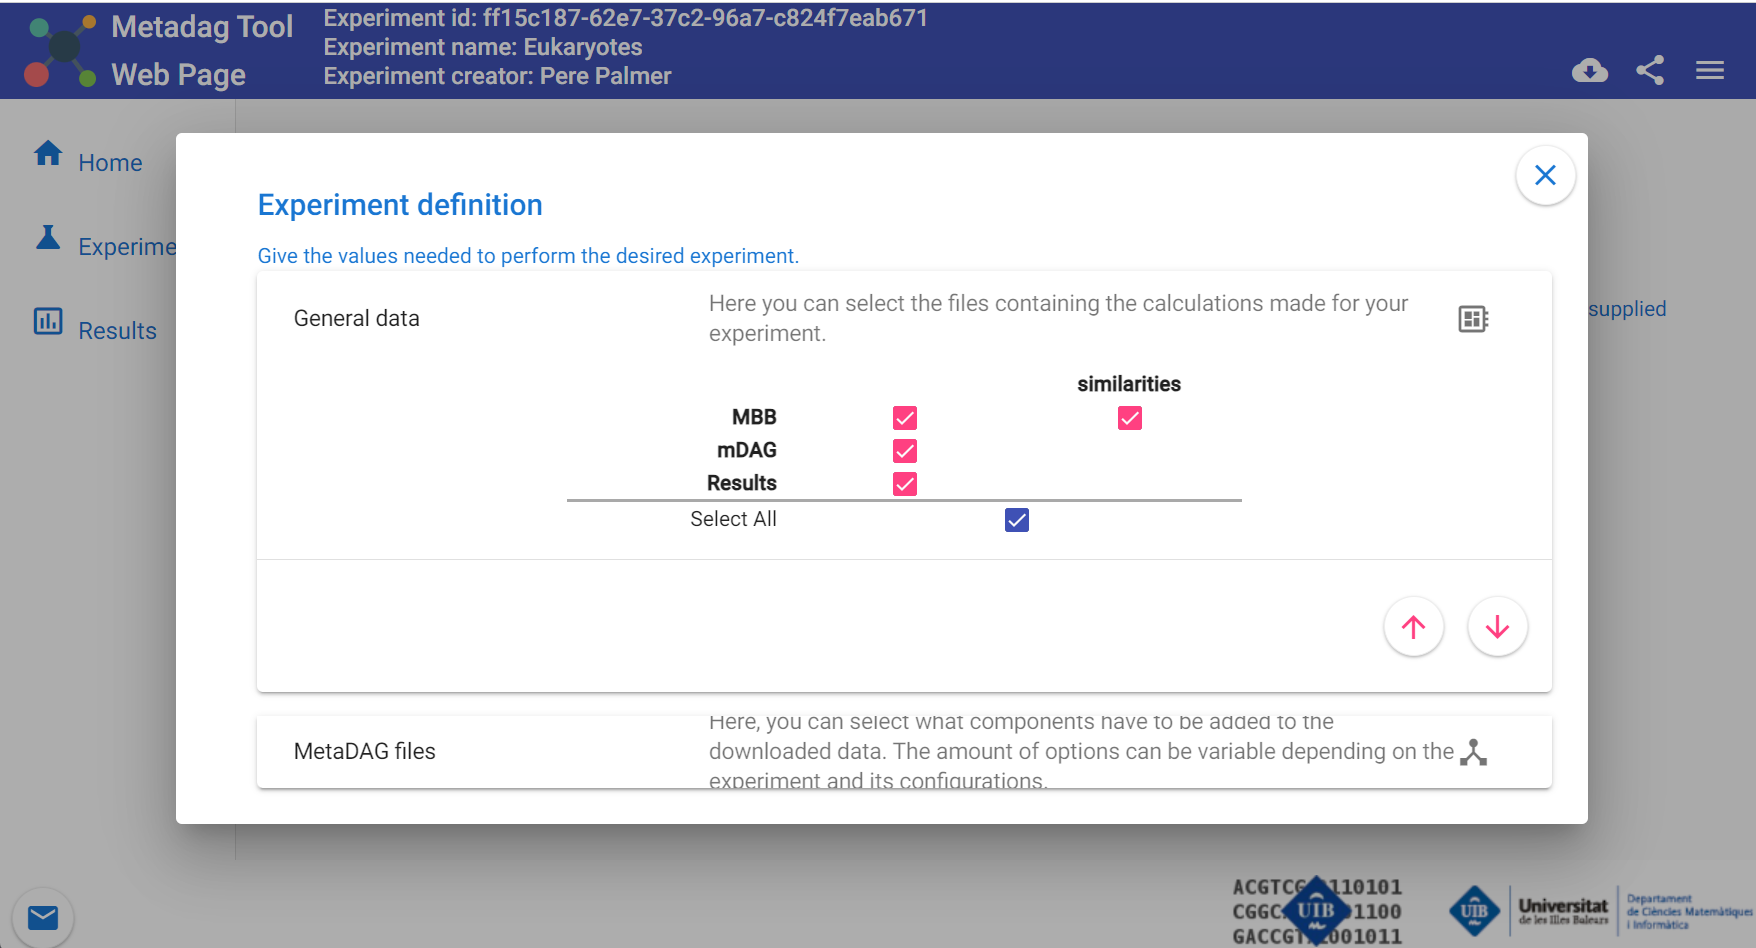 Metadag Tool
Web Page
Experiment id: ff15c187-62e7-37c2-96a7-c824f7eab671
Experiment name: Eukaryotes
Experiment creator: Pere Palmer
Home
Experime
Results
Experiment definition
Give the values needed to perform the desired experiment.
General data
Here you can select the files containing the calculations made for your
experiment.
supplied
similarities
MBB
mDAG
Results
Select All
MetaDAG files
Here, you can select what components have to be added to the
downloaded data. The amount of options can be variable depending on the
experiment and its configurations.
ACGTCG 110101
CGGC 1100
GACCGT 001011
UIB
UIB
Universitat
de les Illes Balears
Departament
de Ciències Matemàtiques
i Informàtica